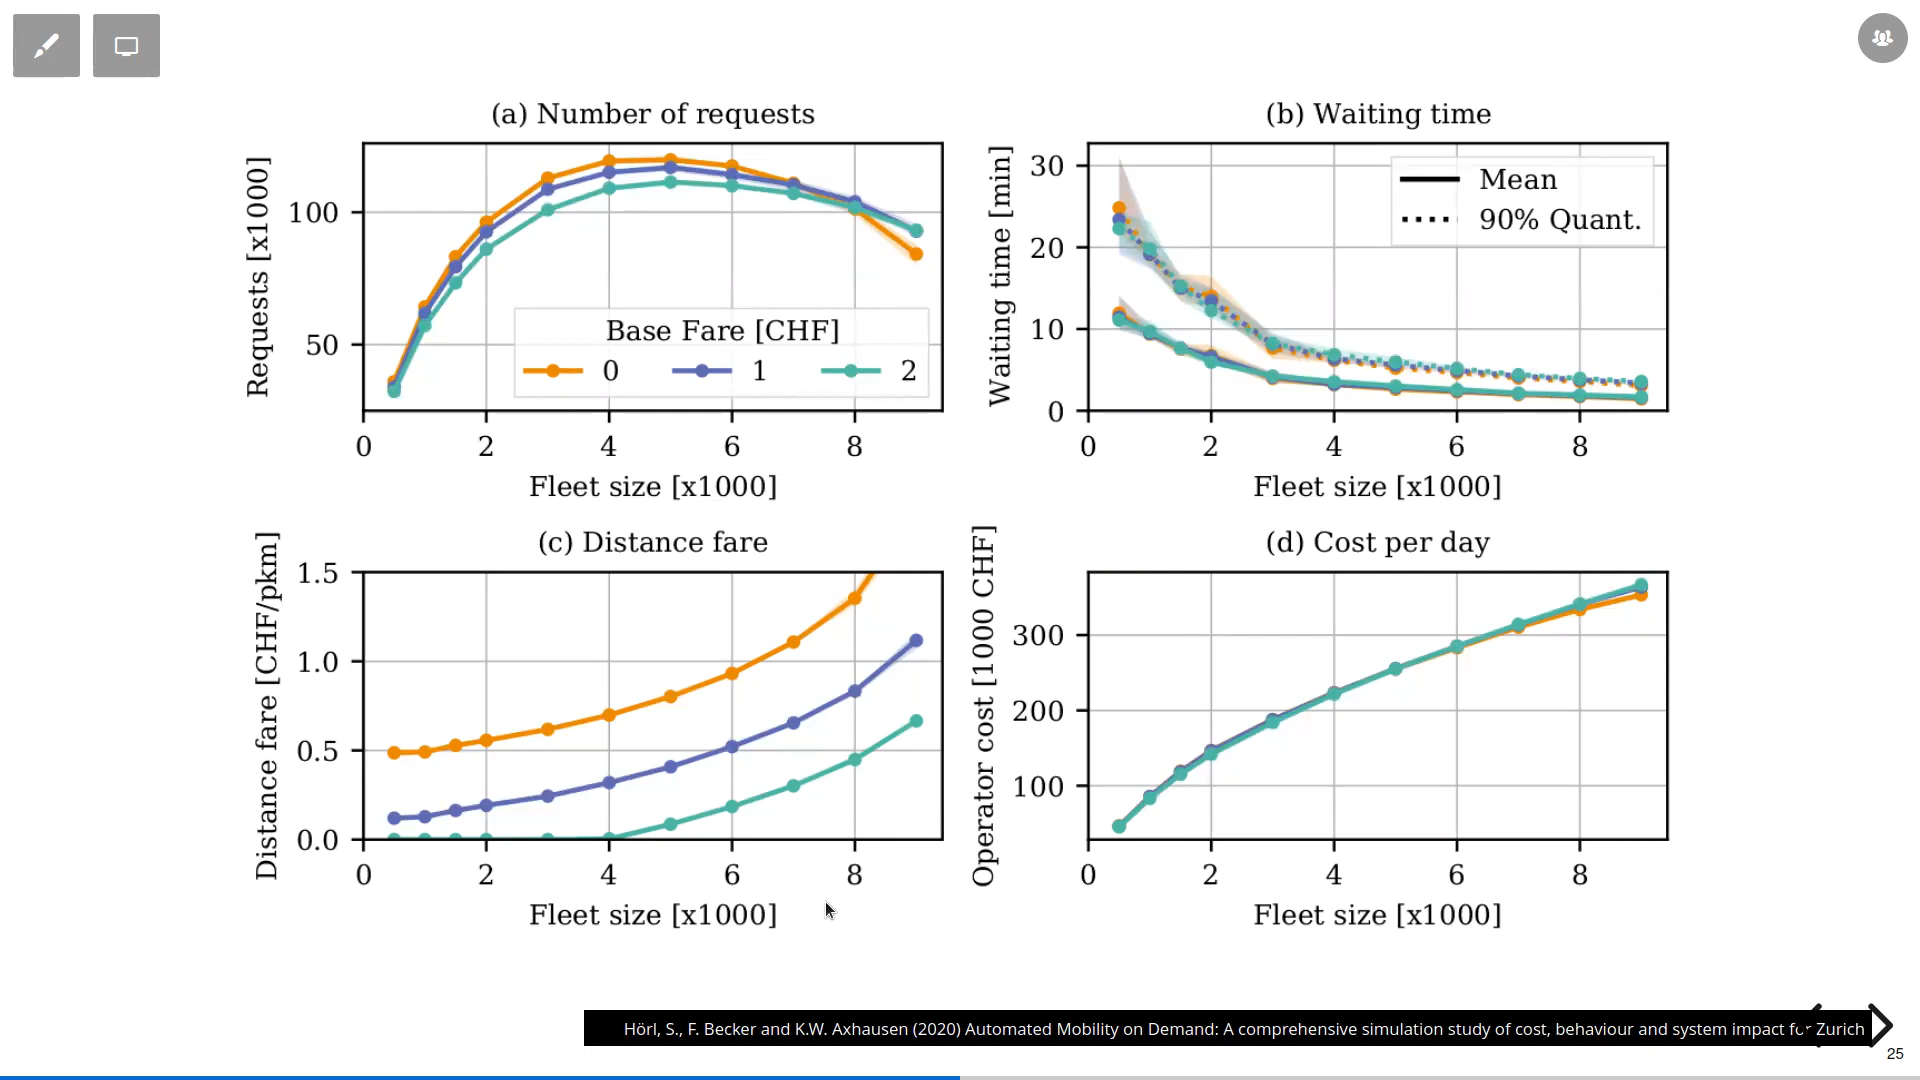 (a) Number of requests
Requests [x1000]
100
50
Base Fare [CHF]
0 1 2
0 2 4 6 8
Fleet size [x1000]
(b) Waiting time
Waiting time [min]
30
20
10
0
Mean
90% Quant.
0 2 4 6 8
Fleet size [x1000]
(c) Distance fare
Distance fare [CHF/pkm]
1.5
1.0
0.5
0.0
0 2 4 6 8
Fleet size [x1000]
(d) Cost per day
Operator cost [1000 CHF]
300
200
100
0 2 4 6 8
Fleet size [x1000]
Hörl, S., F. Becker and K.W. Axhausen (2020) Automated Mobility on Demand: A comprehensive simulation study of cost, behaviour and system impact for Zurich
25